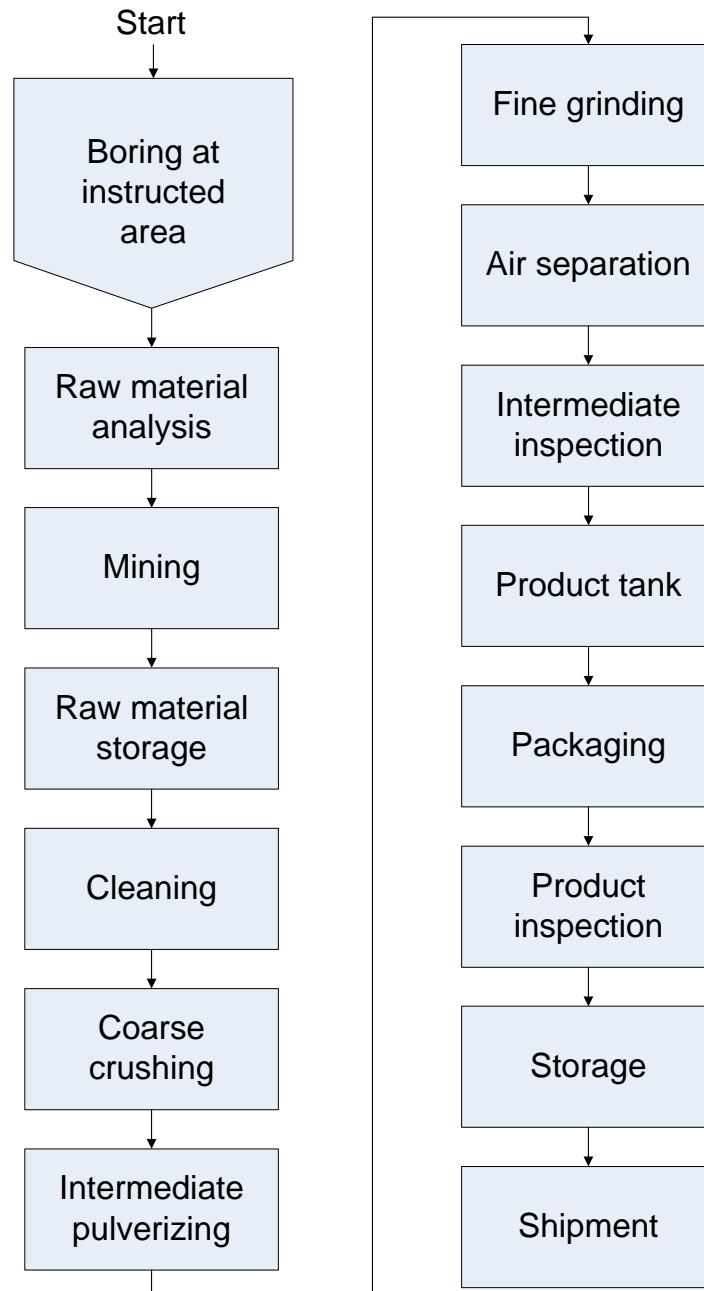 Start
Boring at
instructed
area
Raw material
analysis
Mining
Raw material
storage
Cleaning
Coarse
crushing
Intermediate
pulverizing
Fine grinding
Air separation
Intermediate
inspection
Product tank
Packaging
Product
inspection
Storage
Shipment